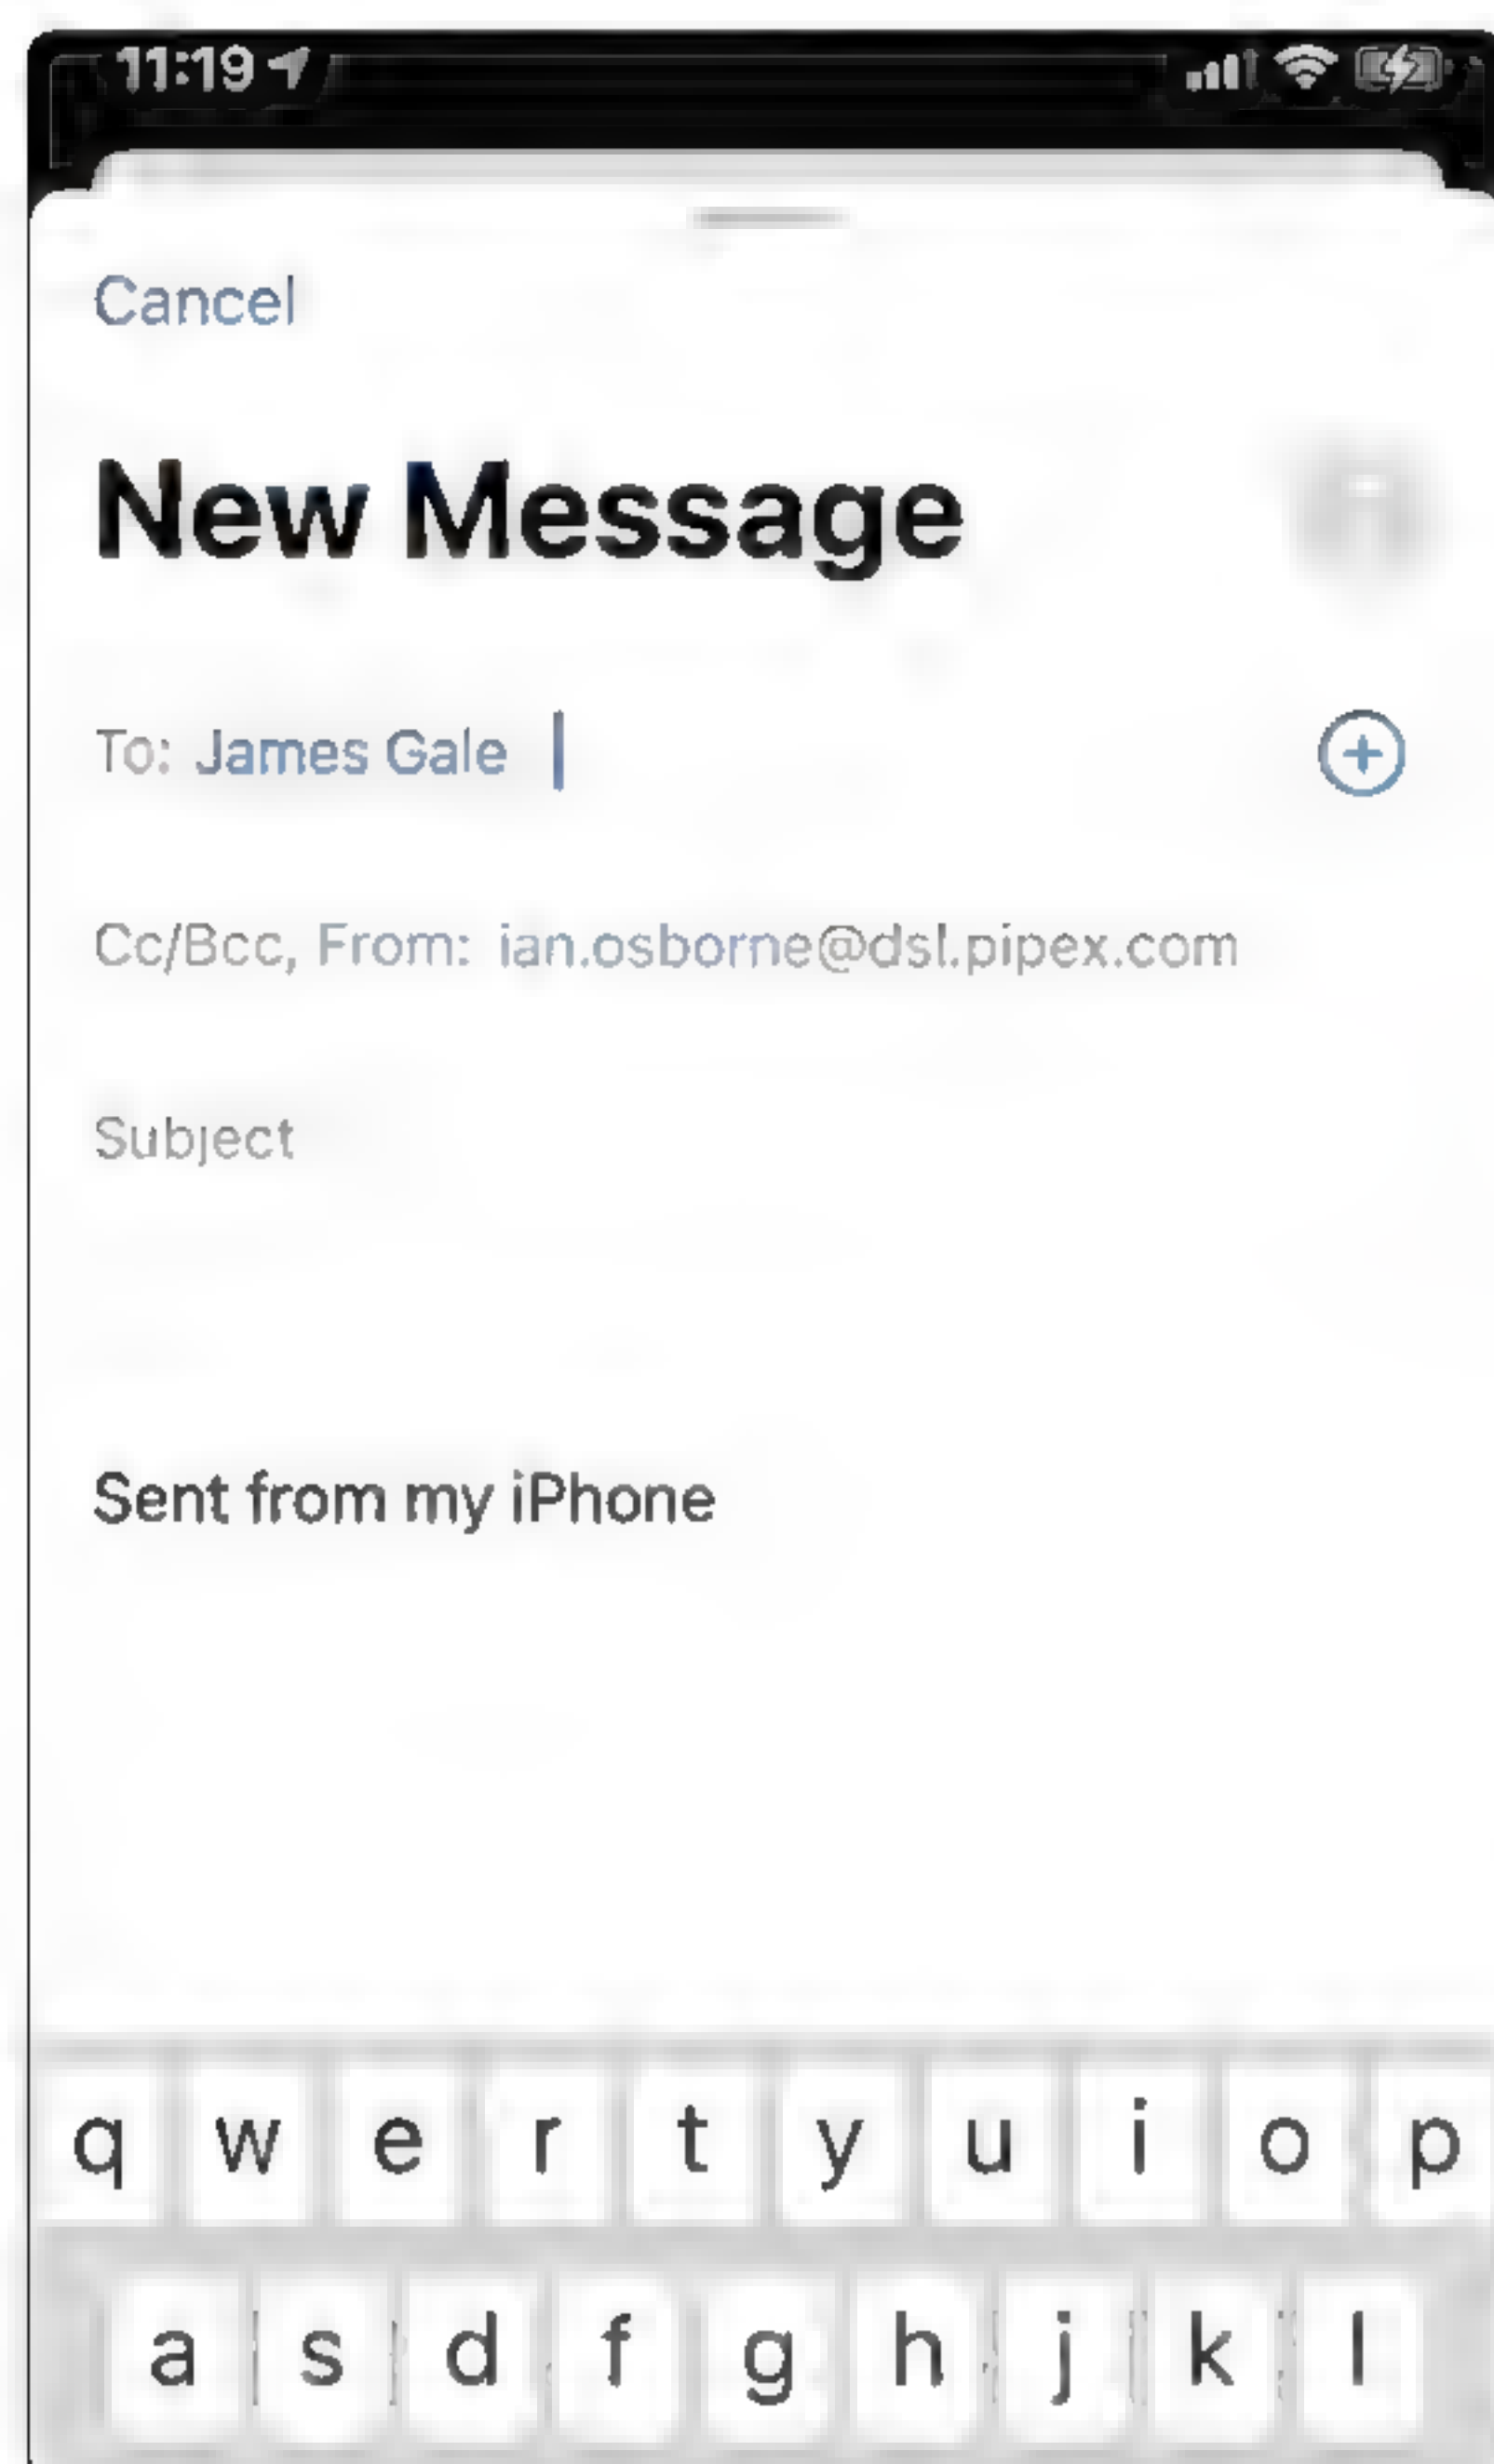 11:19
Cancel
New Message
To: James Gale
Cc/Bcc, From: ian.osborne@dsl.pipex.com
Subject
Sent from my iPhone
q w e r t y u i o p
a s d f g h j k l